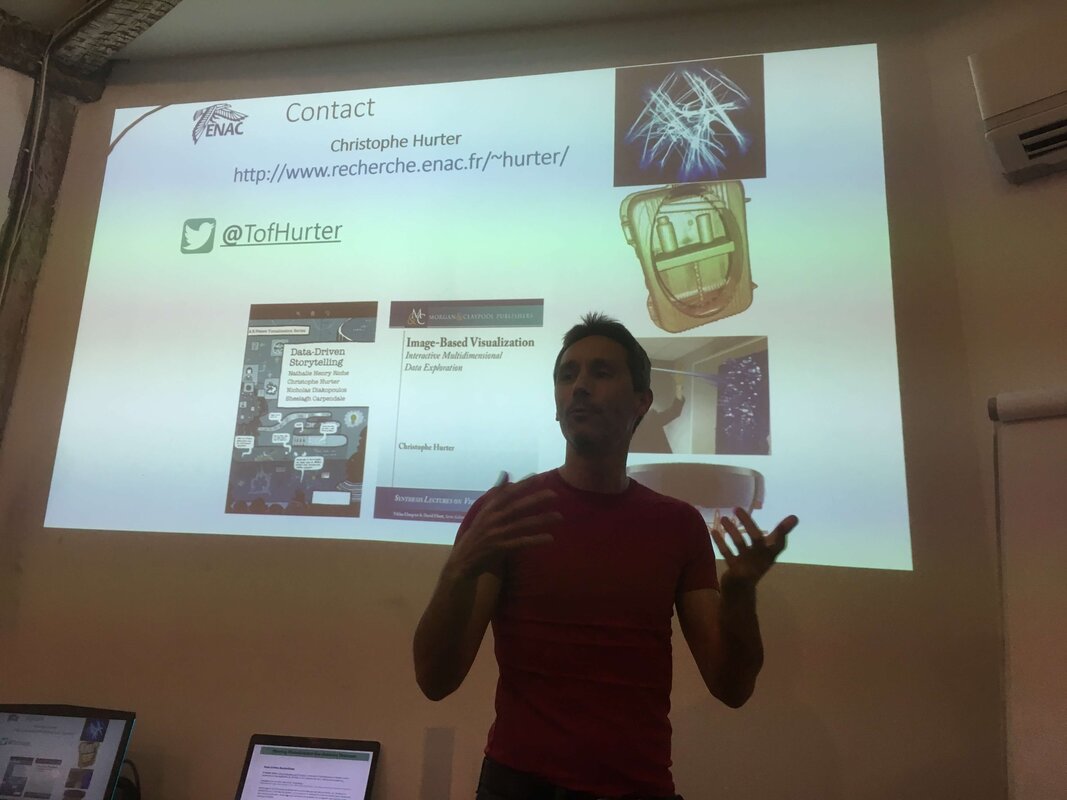 ENAC
Contact
Christophe Hurter
http://www.recherche.enac.fr/~hurter/
@TofHurter
Data-Driven
Storytelling
Nathalie Henry Riche
Christophe Hurter
Nicholas Diakopoulos
Sheelagh Carpendale
M&C MORGAN & CLAYPOOL PUBLISHERS
Image-Based Visualization
Interactive Multidimensional
Data Exploration
Christophe Hurter
SYNTHESIS LECTURES ON